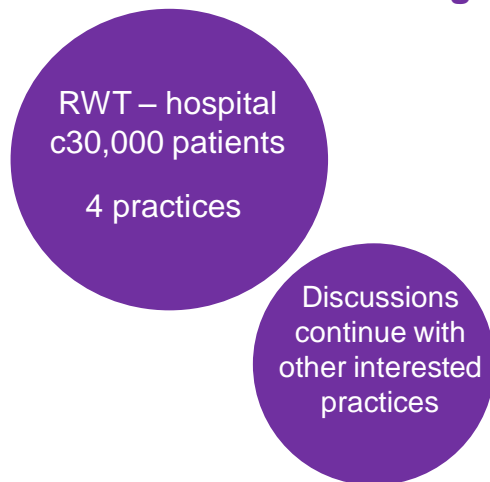 RWT – hospital
c30,000 patients
4 practices
Discussions
continue with
other interested
practices